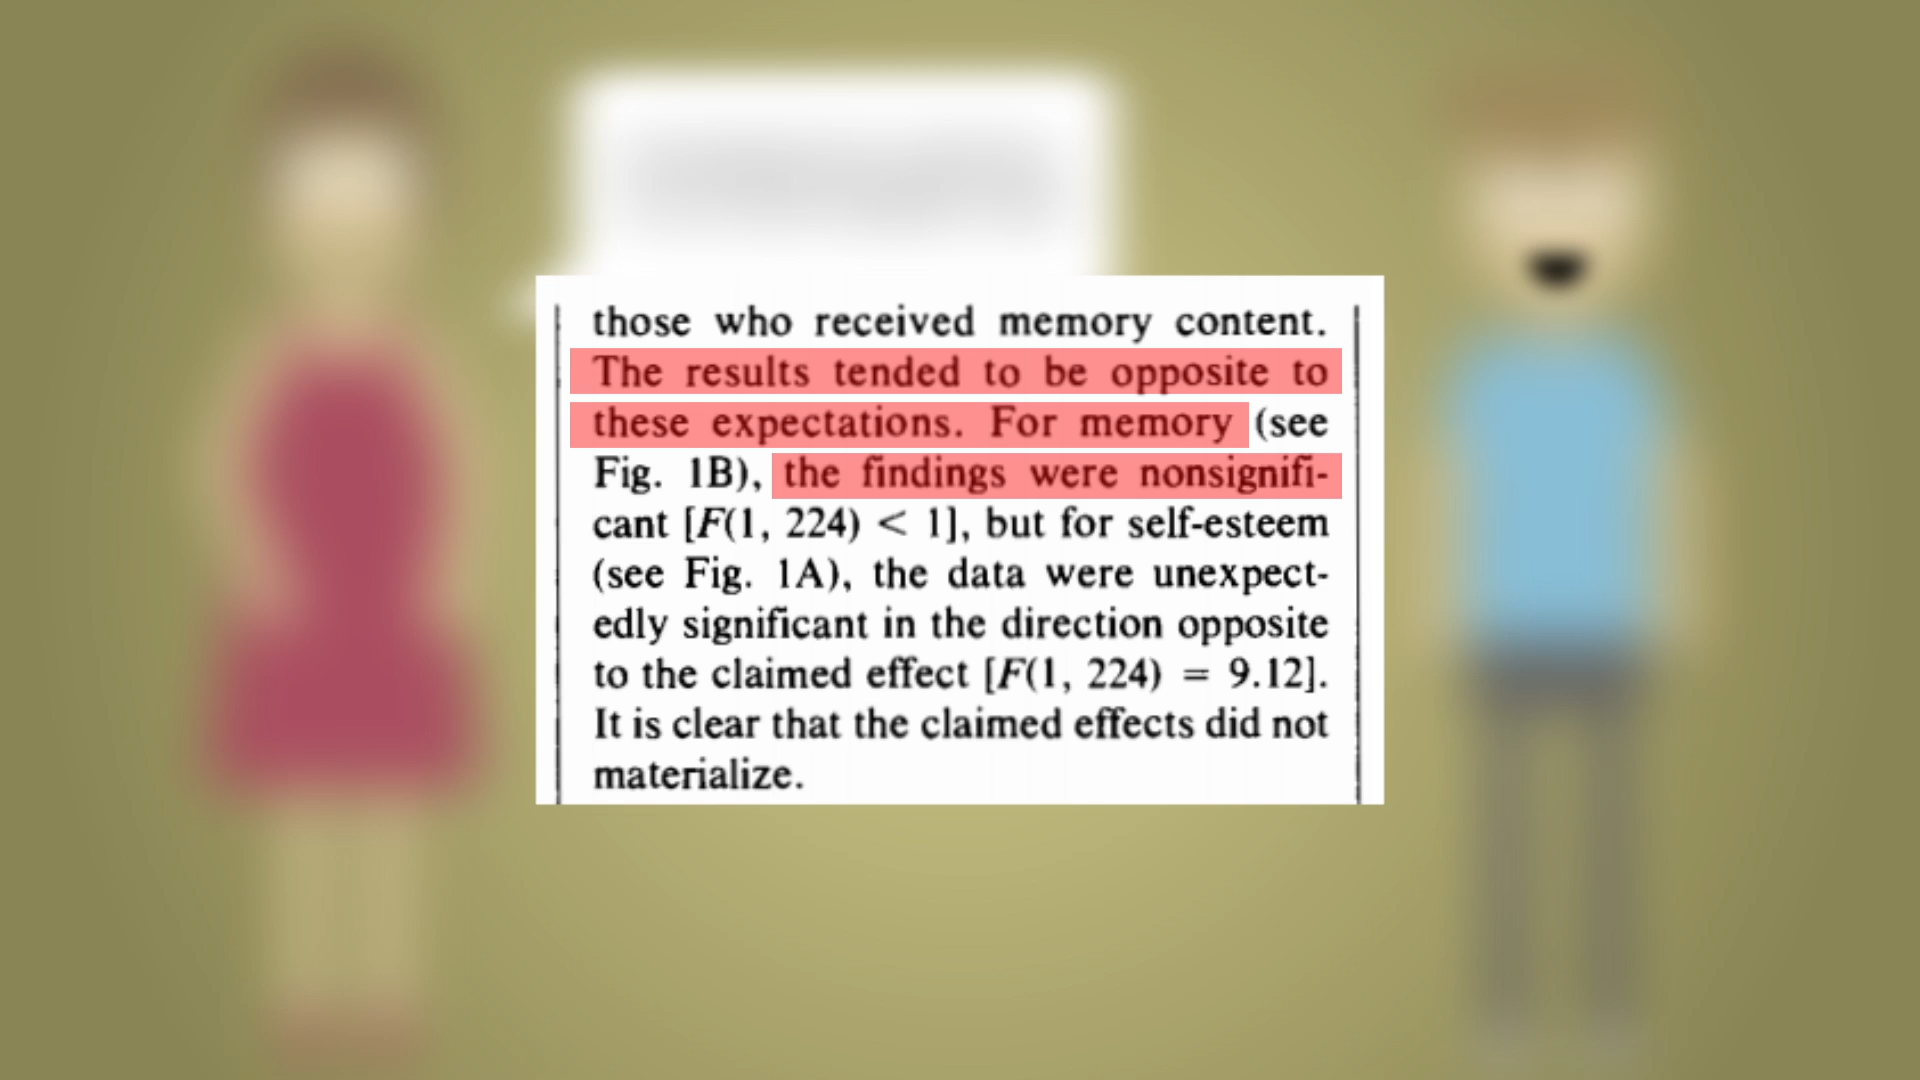 those who received memory content.
The results tended to be opposite to
these expectations. For memory (see
Fig. 1B), the findings were nonsignifi-
cant [F(1, 224) < 1], but for self-esteem
(see Fig. 1A), the data were unexpect-
edly significant in the direction opposite
to the claimed effect [F(1, 224) = 9.12].
It is clear that the claimed effects did not
materialize.